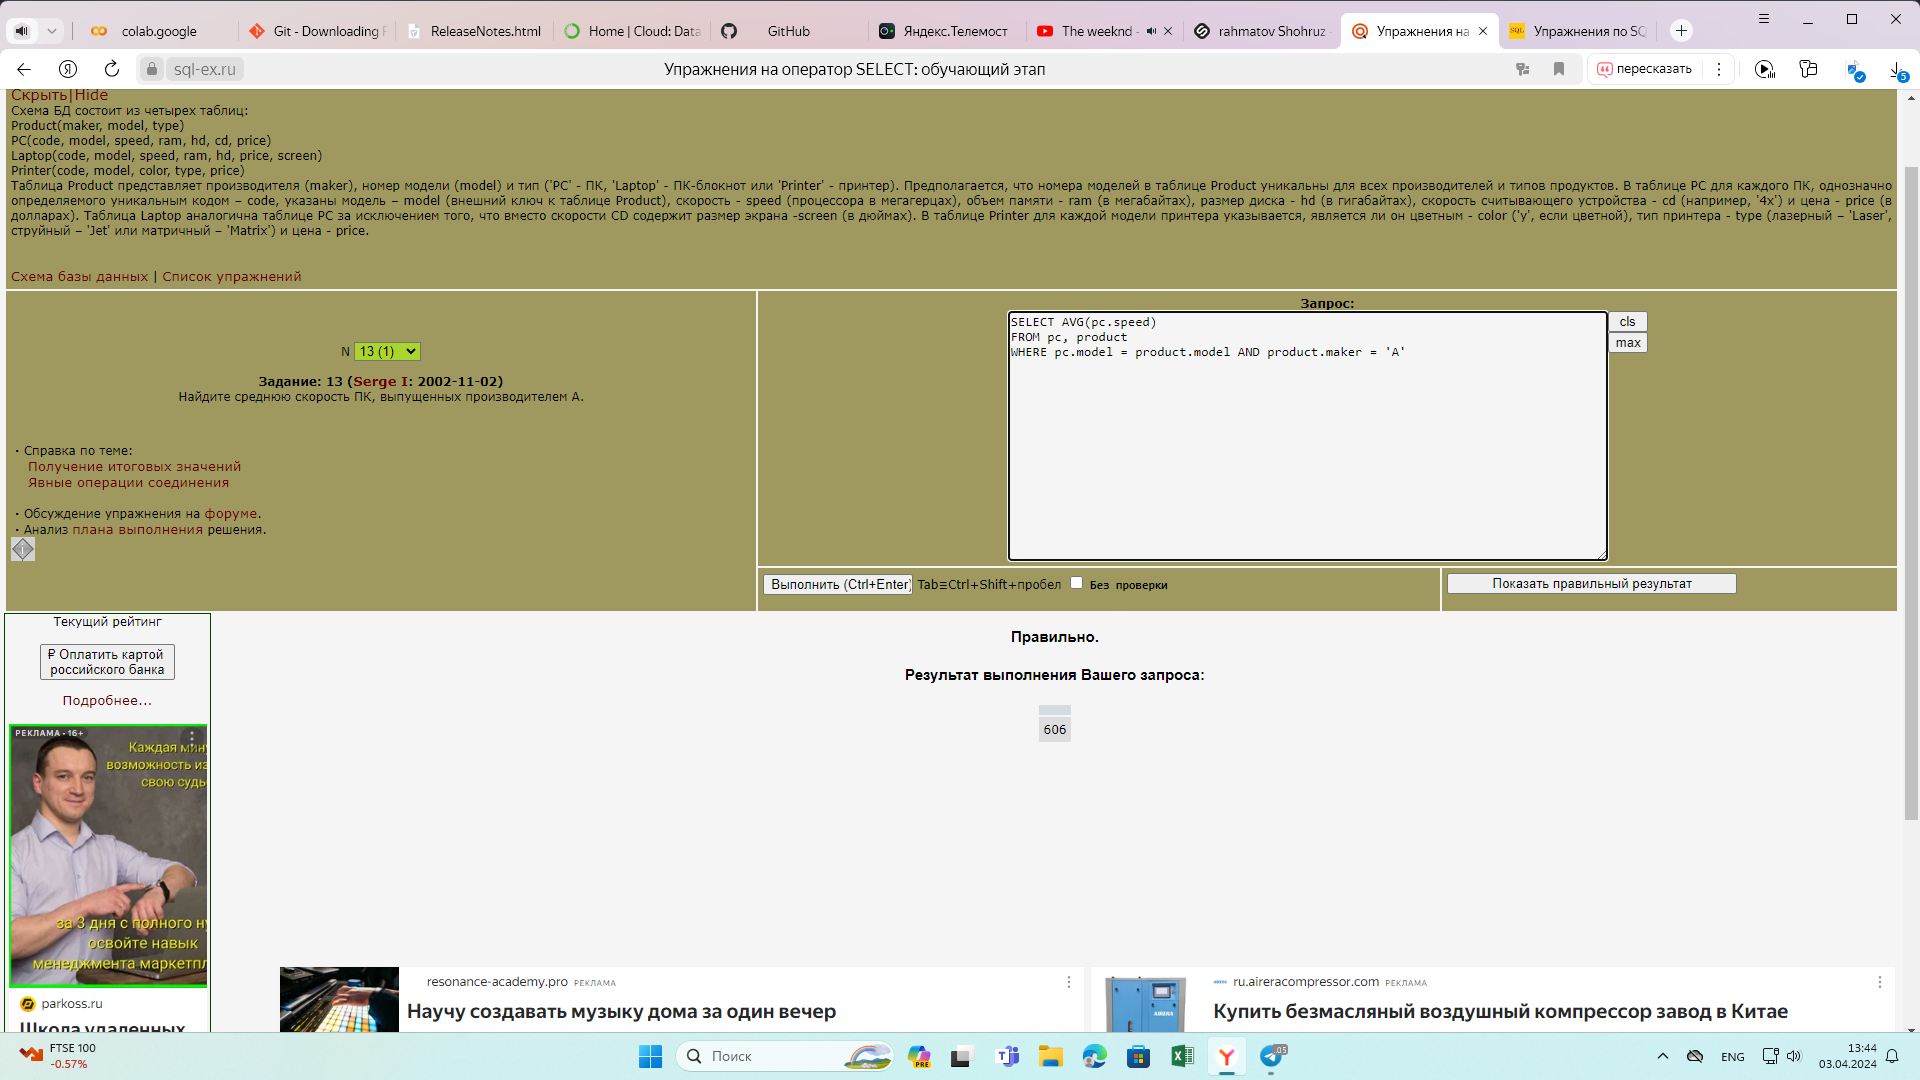 colab.google
Git - Downloading
ReleaseNotes.html
Home | Cloud: Data
GitHub
Яндекс.Телемост
The weeknd -
rahmatov Shohruz -
Упражнения на
Упражнения по SQ
sql-ex.ru
Упражнения на оператор SELECT: обучающий этап
пересказать
5
Скрыть|Hide
Схема БД состоит из четырех таблиц:
Product(maker, model, type)
PC(code, model, speed, ram, hd, cd, price)
Laptop(code, model, speed, ram, hd, price, screen)
Printer(code, model, color, type, price)
Таблица Product представляет производителя (maker), номер модели (model) и тип ('PC' - ПК, 'Laptop' - ПК-блокнот или 'Printer' - принтер). Предполагается, что номера моделей в таблице Product уникальны для всех производителей и типов продуктов. В таблице PC для каждого ПК, однозначно
определяемого уникальным кодом – code, указаны модель – model (внешний ключ к таблице Product), скорость - speed (процессора в мегагерцах), объем памяти - ram (в мегабайтах), размер диска - hd (в гигабайтах), скорость считывающего устройства - cd (например, '4x') и цена - price (в
долларах). Таблица Laptop аналогична таблице РС за исключением того, что вместо скорости CD содержит размер экрана -screen (в дюймах). В таблице Printer для каждой модели принтера указывается, является ли он цветным - color ('y', если цветной), тип принтера - type (лазерный – 'Laser',
струйный – 'Jet' или матричный – 'Matrix') и цена - price.
Схема базы данных | Список упражнений
N 13 (1)
Задание: 13 (Serge I: 2002-11-02)
Найдите среднюю скорость ПК, выпущенных производителем A.
• Справка по теме:
Получение итоговых значений
Явные операции соединения
• Обсуждение упражнения на форуме.
• Анализ плана выполнения решения.
Запрос:
SELECT AVG(pc.speed)
FROM pc, product
WHERE pc.model = product.model AND product.maker = 'A'
cls
max
Выполнить (Ctrl+Enter)
Tab≡Ctrl+Shift+пробел
Без проверки
Показать правильный результат
Текущий рейтинг
₽ Оплатить картой
российского банка
Подробнее...
Правильно.
Результат выполнения Вашего запроса:
606
РЕКЛАМА • 16+
Каждая мин
возможность из
свою судь
за 3 дня с полного ну
освойте навык
менеджмента маркетпл
parkoss.ru
Школа удаленных
resonance-academy.pro РЕКЛАМА
Научу создавать музыку дома за один вечер
AIRERA
ru.aireracompressor.com РЕКЛАМА
Купить безмасляный воздушный компрессор завод в Китае
FTSE 100
-0.57%
Поиск
PRE
.05
ENG
13:44
03.04.2024